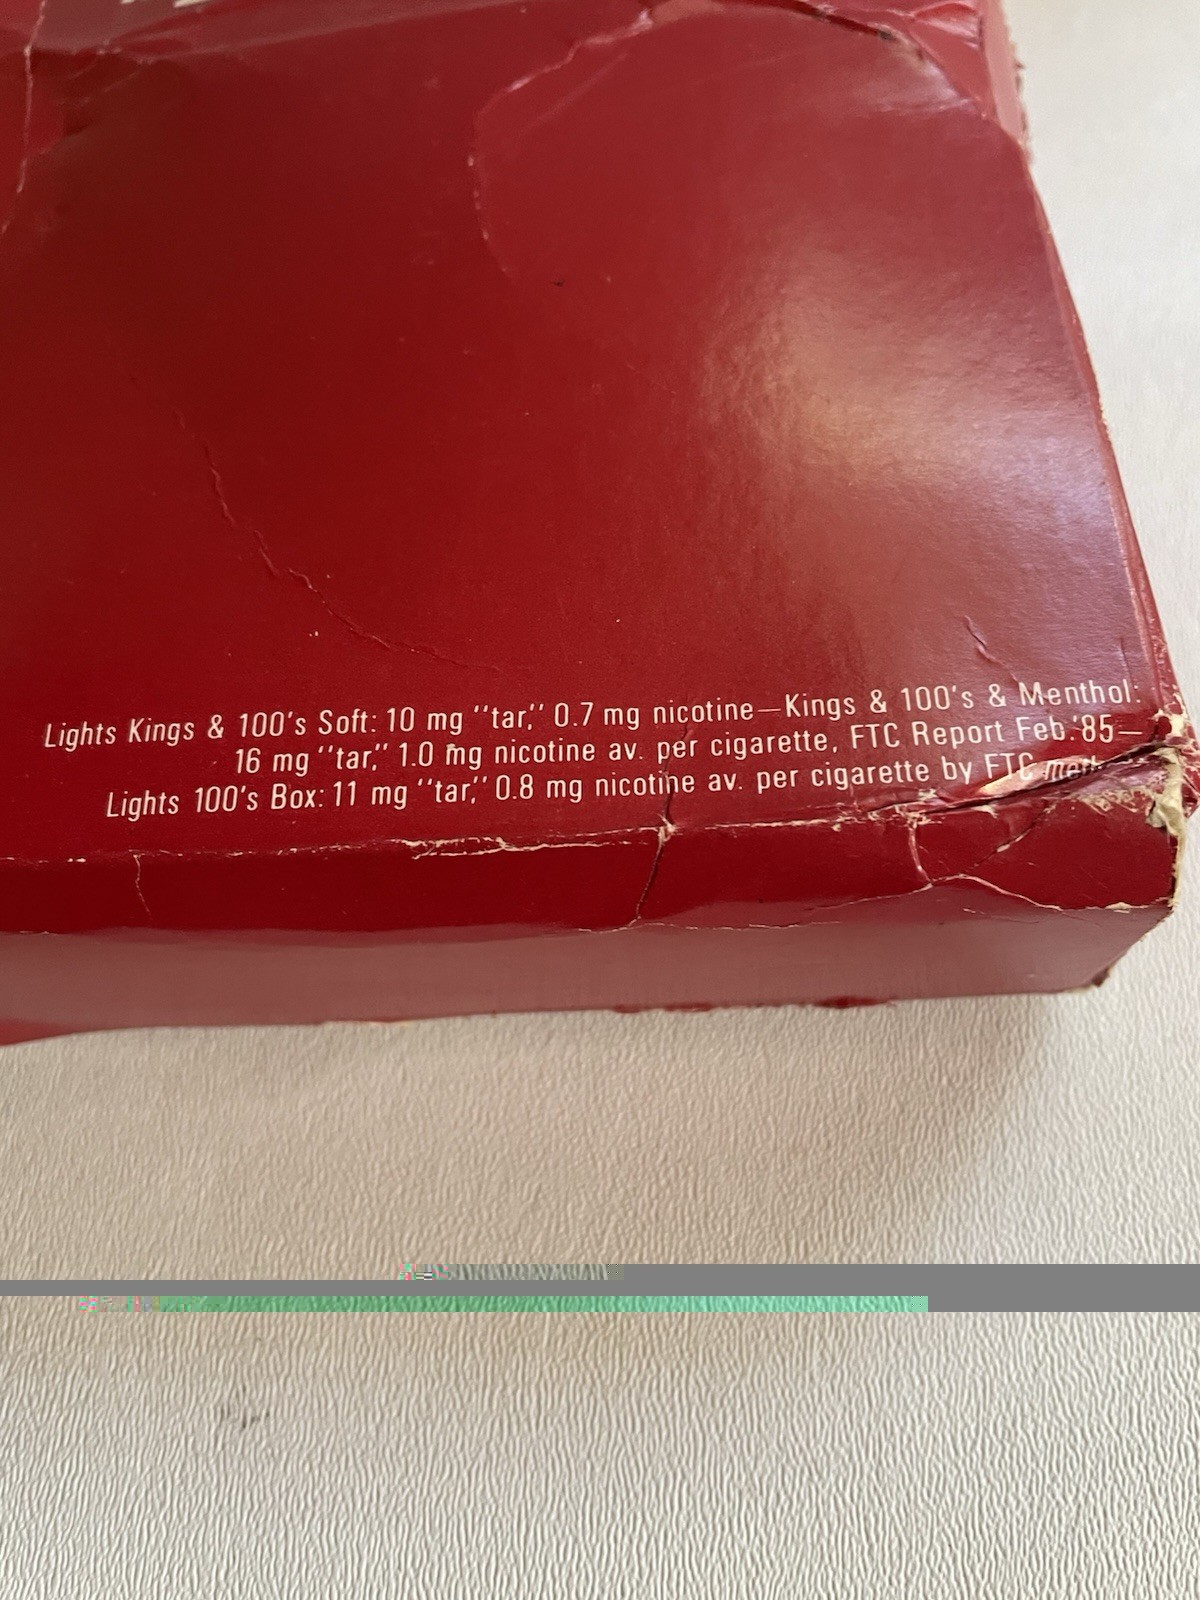 Lights Kings & 100's Soft: 10 mg "tar," 0.7 mg nicotine—Kings & 100's & Menthol:
16 mg "tar," 1.0 mg nicotine av. per cigarette, FTC Report Feb.'85—
Lights 100's Box: 11 mg "tar," 0.8 mg nicotine av. per cigarette by FTC